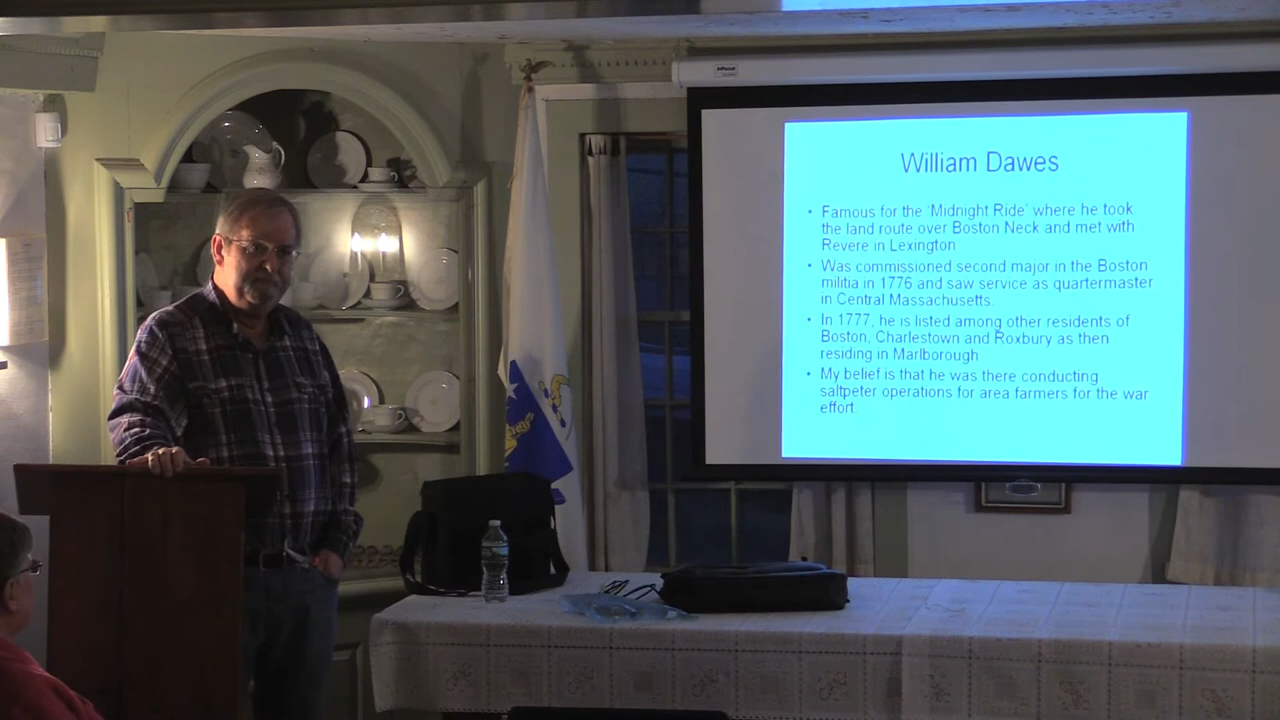 InFocus
William Dawes
• Famous for the 'Midnight Ride' where he took
the land route over Boston Neck and met with
Revere in Lexington
• Was commissioned second major in the Boston
militia in 1776 and saw service as quartermaster
in Central Massachusetts.
• In 1777, he is listed among other residents of
Boston, Charlestown and Roxbury as then
residing in Marlborough
• My belief is that he was there conducting
saltpeter operations for area farmers for the war
effort.